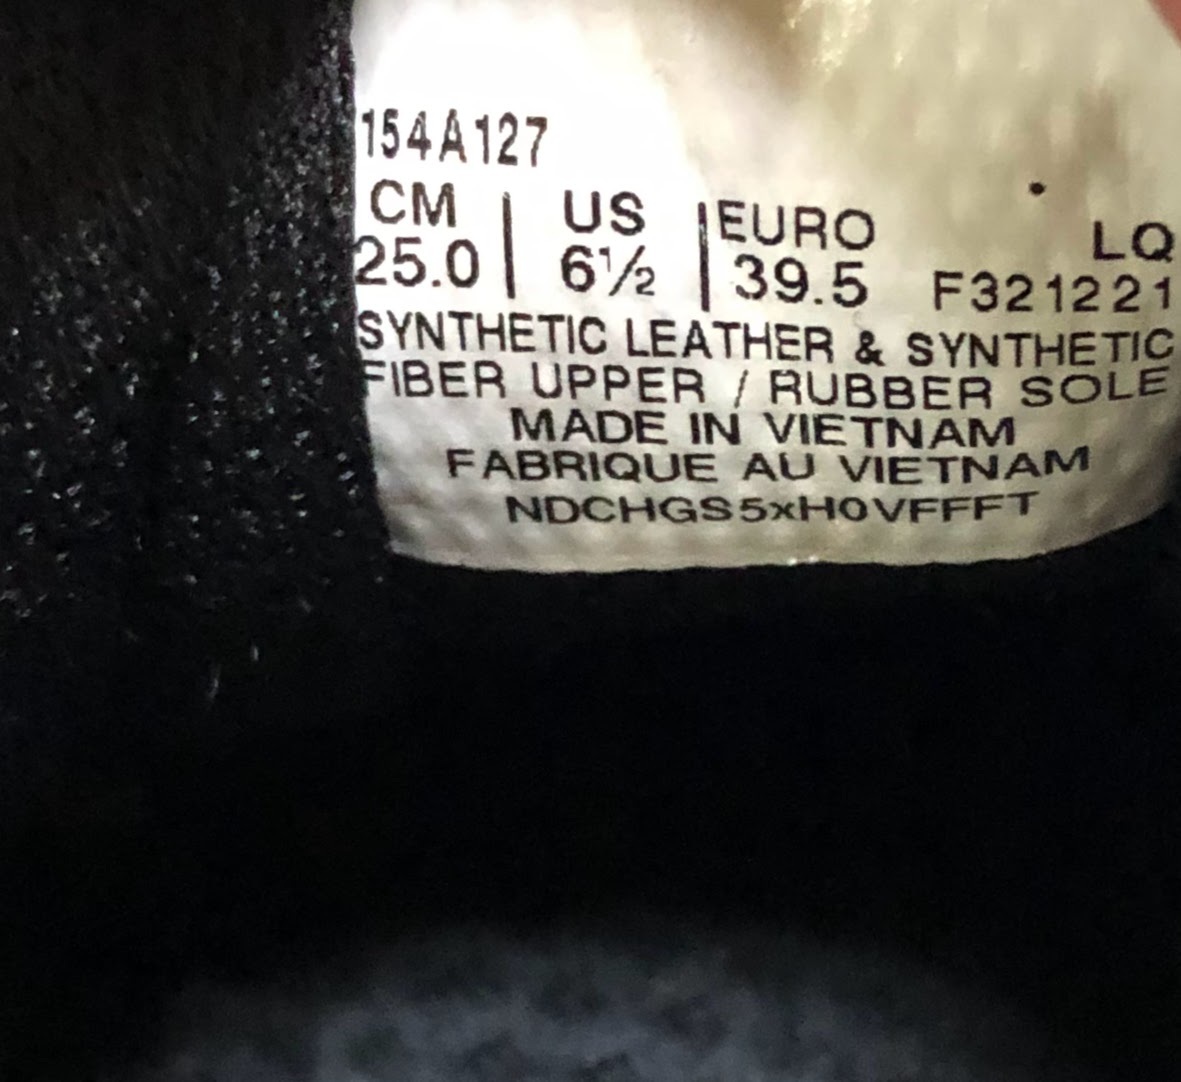 154A127
CM | US | EURO LQ
25.0 | 6½ | 39.5 F321221
SYNTHETIC LEATHER & SYNTHETIC
FIBER UPPER / RUBBER SOLE
MADE IN VIETNAM
FABRIQUE AU VIETNAM
NDCHGS5xH0VFFFT